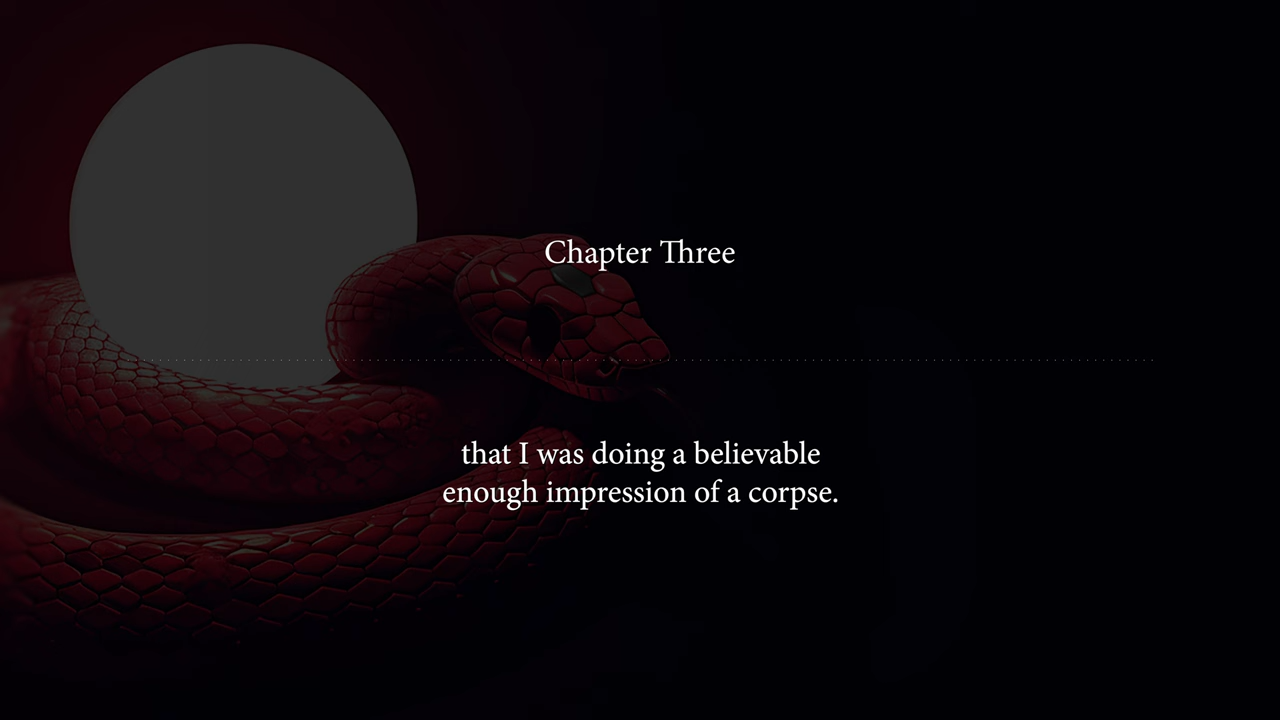 Chapter Three
that I was doing a believable
enough impression of a corpse.